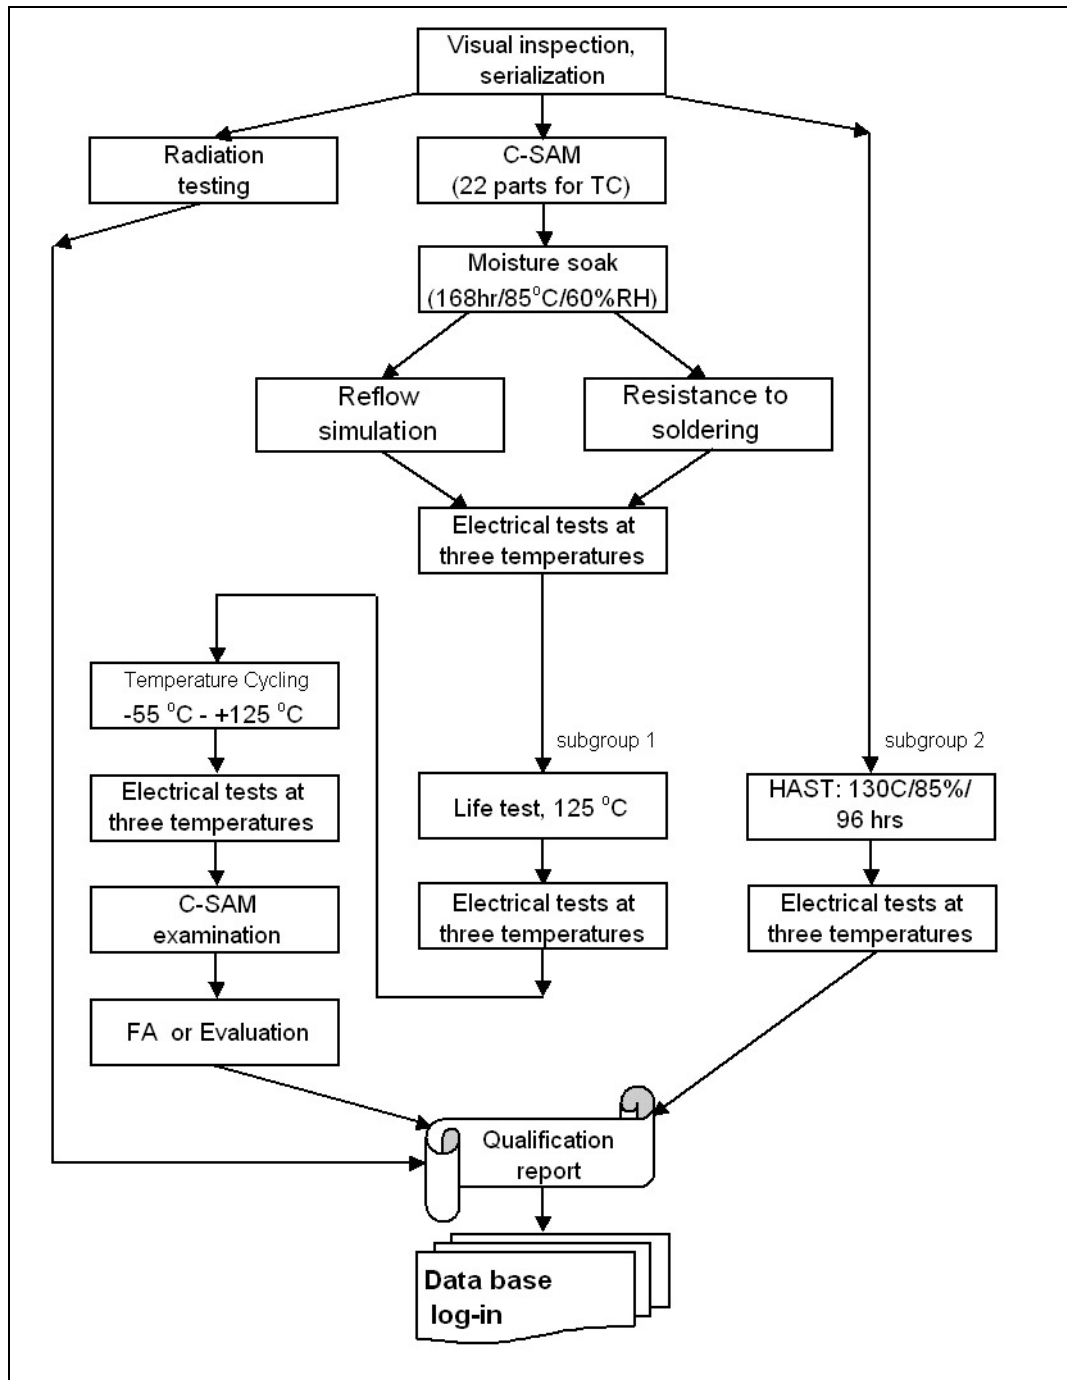 Visual inspection,
serialization
Radiation
testing
C-SAM
(22 parts for TC)
Moisture soak
(168hr/85°C/60%RH)
Reflow
simulation
Resistance to
soldering
Electrical tests at
three temperatures
Temperature Cycling
-55 °C - +125 °C
Electrical tests at
three temperatures
C-SAM
examination
FA or Evaluation
subgroup 1
Life test, 125 °C
Electrical tests at
three temperatures
subgroup 2
HAST: 130C/85%/
96 hrs
Electrical tests at
three temperatures
Qualification
report
Data base
log-in